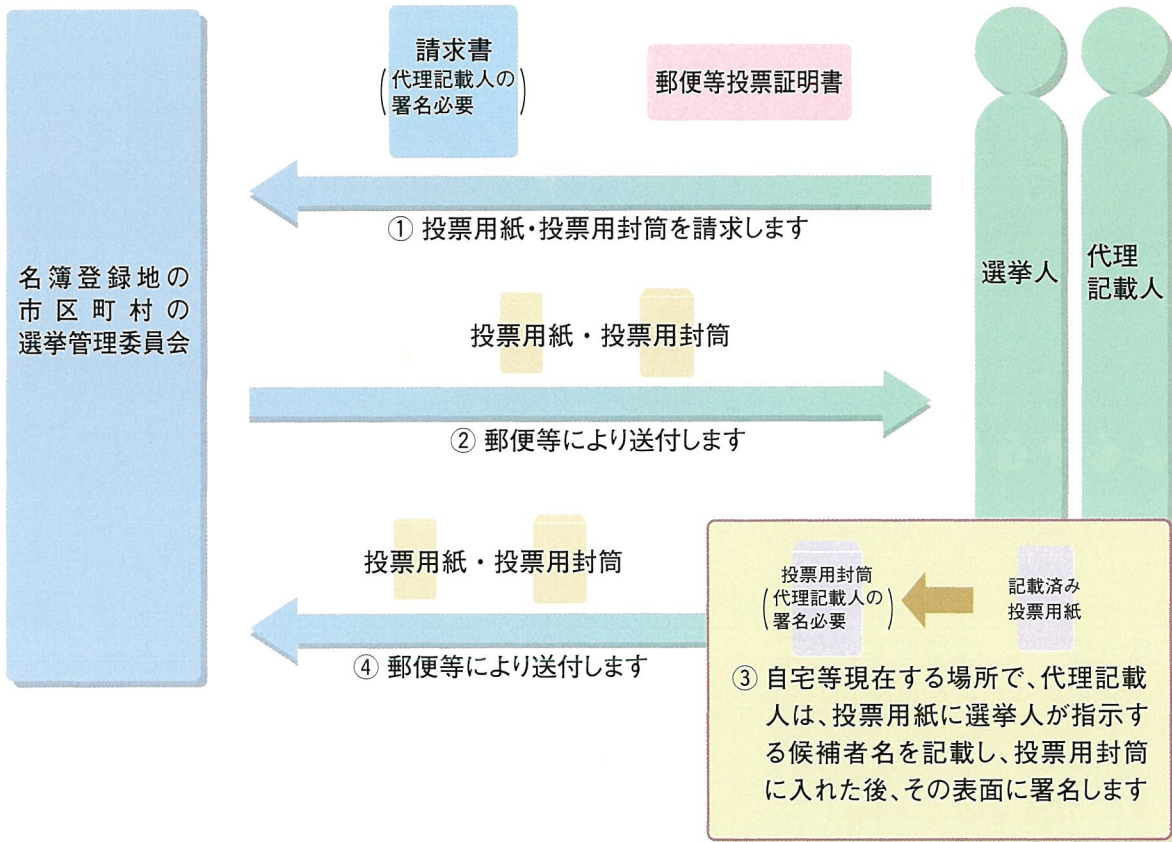 請求書
(代理記載人の
署名必要)
郵便等投票証明書
① 投票用紙・投票用封筒を請求します
名簿登録地の
市区町村の
選挙管理委員会
選挙人
代理
記載人
投票用紙・投票用封筒
② 郵便等により送付します
投票用紙・投票用封筒
④ 郵便等により送付します
投票用封筒
(代理記載人の
署名必要)
記載済み
投票用紙
③ 自宅等現在する場所で、代理記載
人は、投票用紙に選挙人が指示す
る候補者名を記載し、投票用封筒
に入れた後、その表面に署名します